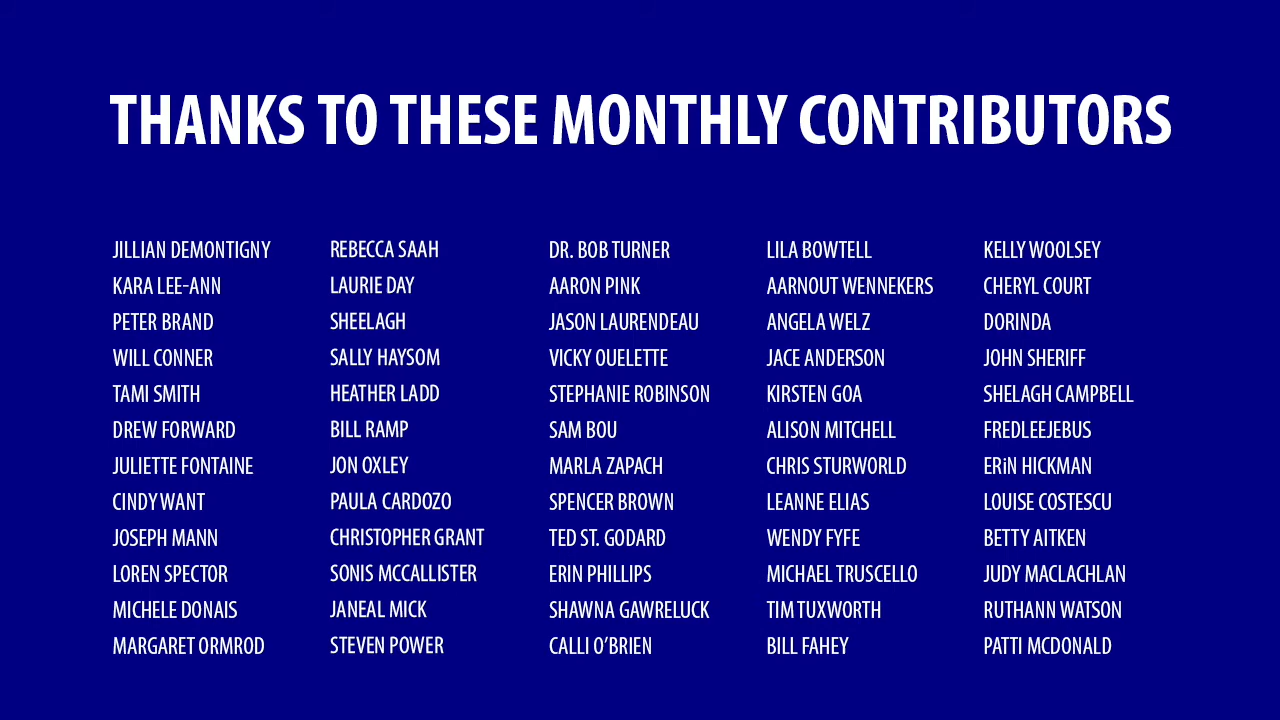 THANKS TO THESE MONTHLY CONTRIBUTORS
JILLIAN DEMONTIGNY
KARA LEE-ANN
PETER BRAND
WILL CONNER
TAMI SMITH
DREW FORWARD
JULIETTE FONTAINE
CINDY WANT
JOSEPH MANN
LOREN SPECTOR
MICHELE DONAIS
MARGARET ORMROD
REBECCA SAAH
LAURIE DAY
SHEELAGH
SALLY HAYSOM
HEATHER LADD
BILL RAMP
JON OXLEY
PAULA CARDOZO
CHRISTOPHER GRANT
SONIS MCCALLISTER
JANEAL MICK
STEVEN POWER
DR. BOB TURNER
AARON PINK
JASON LAURENDEAU
VICKY OUELETTE
STEPHANIE ROBINSON
SAM BOU
MARLA ZAPACH
SPENCER BROWN
TED ST. GODARD
ERIN PHILLIPS
SHAWNA GAWRELUCK
CALLI O’BRIEN
LILA BOWTELL
AARNOUT WENNEKERS
ANGELA WELZ
JACE ANDERSON
KIRSTEN GOA
ALISON MITCHELL
CHRIS STURWORLD
LEANNE ELIAS
WENDY FYFE
MICHAEL TRUSCELLO
TIM TUXWORTH
BILL FAHEY
KELLY WOOLSEY
CHERYL COURT
DORINDA
JOHN SHERIFF
SHELAGH CAMPBELL
FREDLEEJEBUS
ERiN HICKMAN
LOUISE COSTESCU
BETTY AITKEN
JUDY MACLACHLAN
RUTHANN WATSON
PATTI MCDONALD